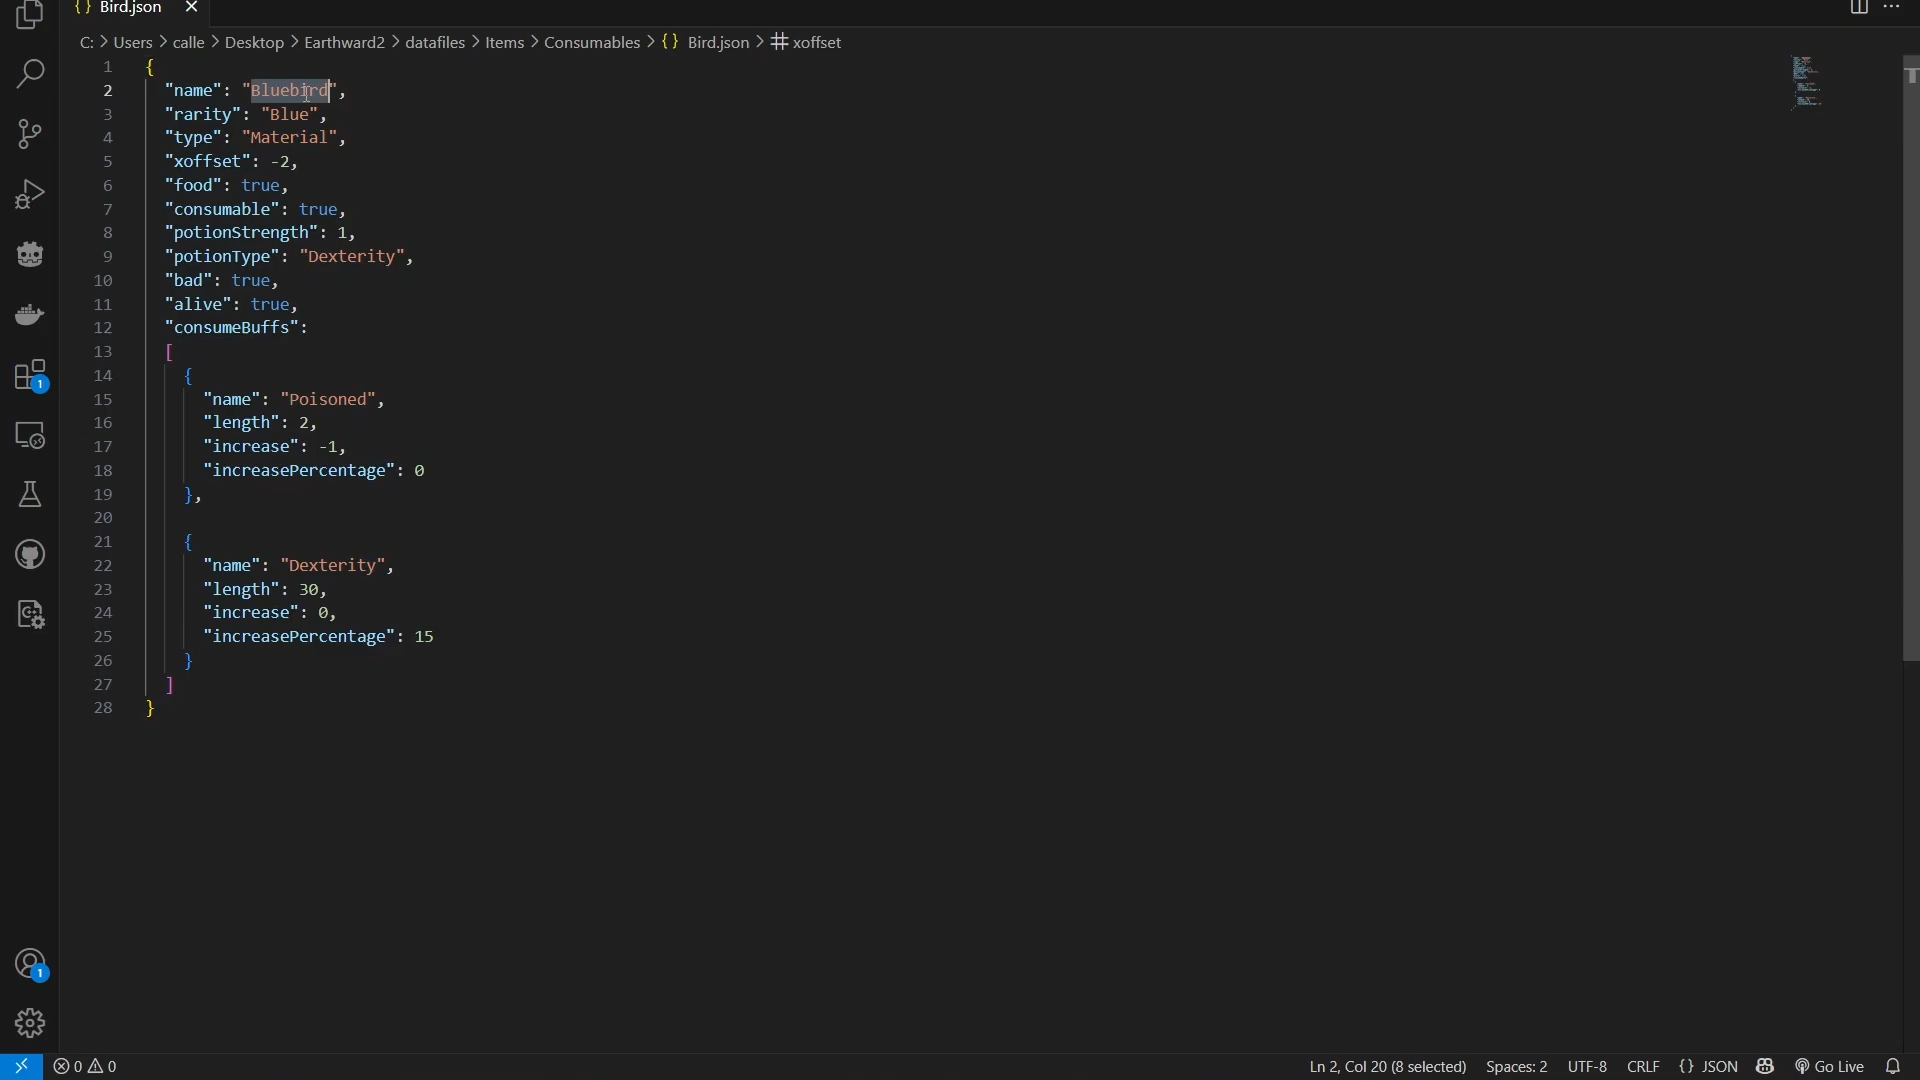 {} Bird.json
C: > Users > calle > Desktop > Earthward2 > datafiles > Items > Consumables > {} Bird.json > # xoffset
1 {
2 "name": "Bluebird",
3 "rarity": "Blue",
4 "type": "Material",
5 "xoffset": -2,
6 "food": true,
7 "consumable": true,
8 "potionStrength": 1,
9 "potionType": "Dexterity",
10 "bad": true,
11 "alive": true,
12 "consumeBuffs":
13 [
14 {
15 "name": "Poisoned",
16 "length": 2,
17 "increase": -1,
18 "increasePercentage": 0
19 },
20
21 {
22 "name": "Dexterity",
23 "length": 30,
24 "increase": 0,
25 "increasePercentage": 15
26 }
27 ]
28 }
1
1
0 0 Ln 2, Col 20 (8 selected) Spaces: 2 UTF-8 CRLF {} JSON Go Live